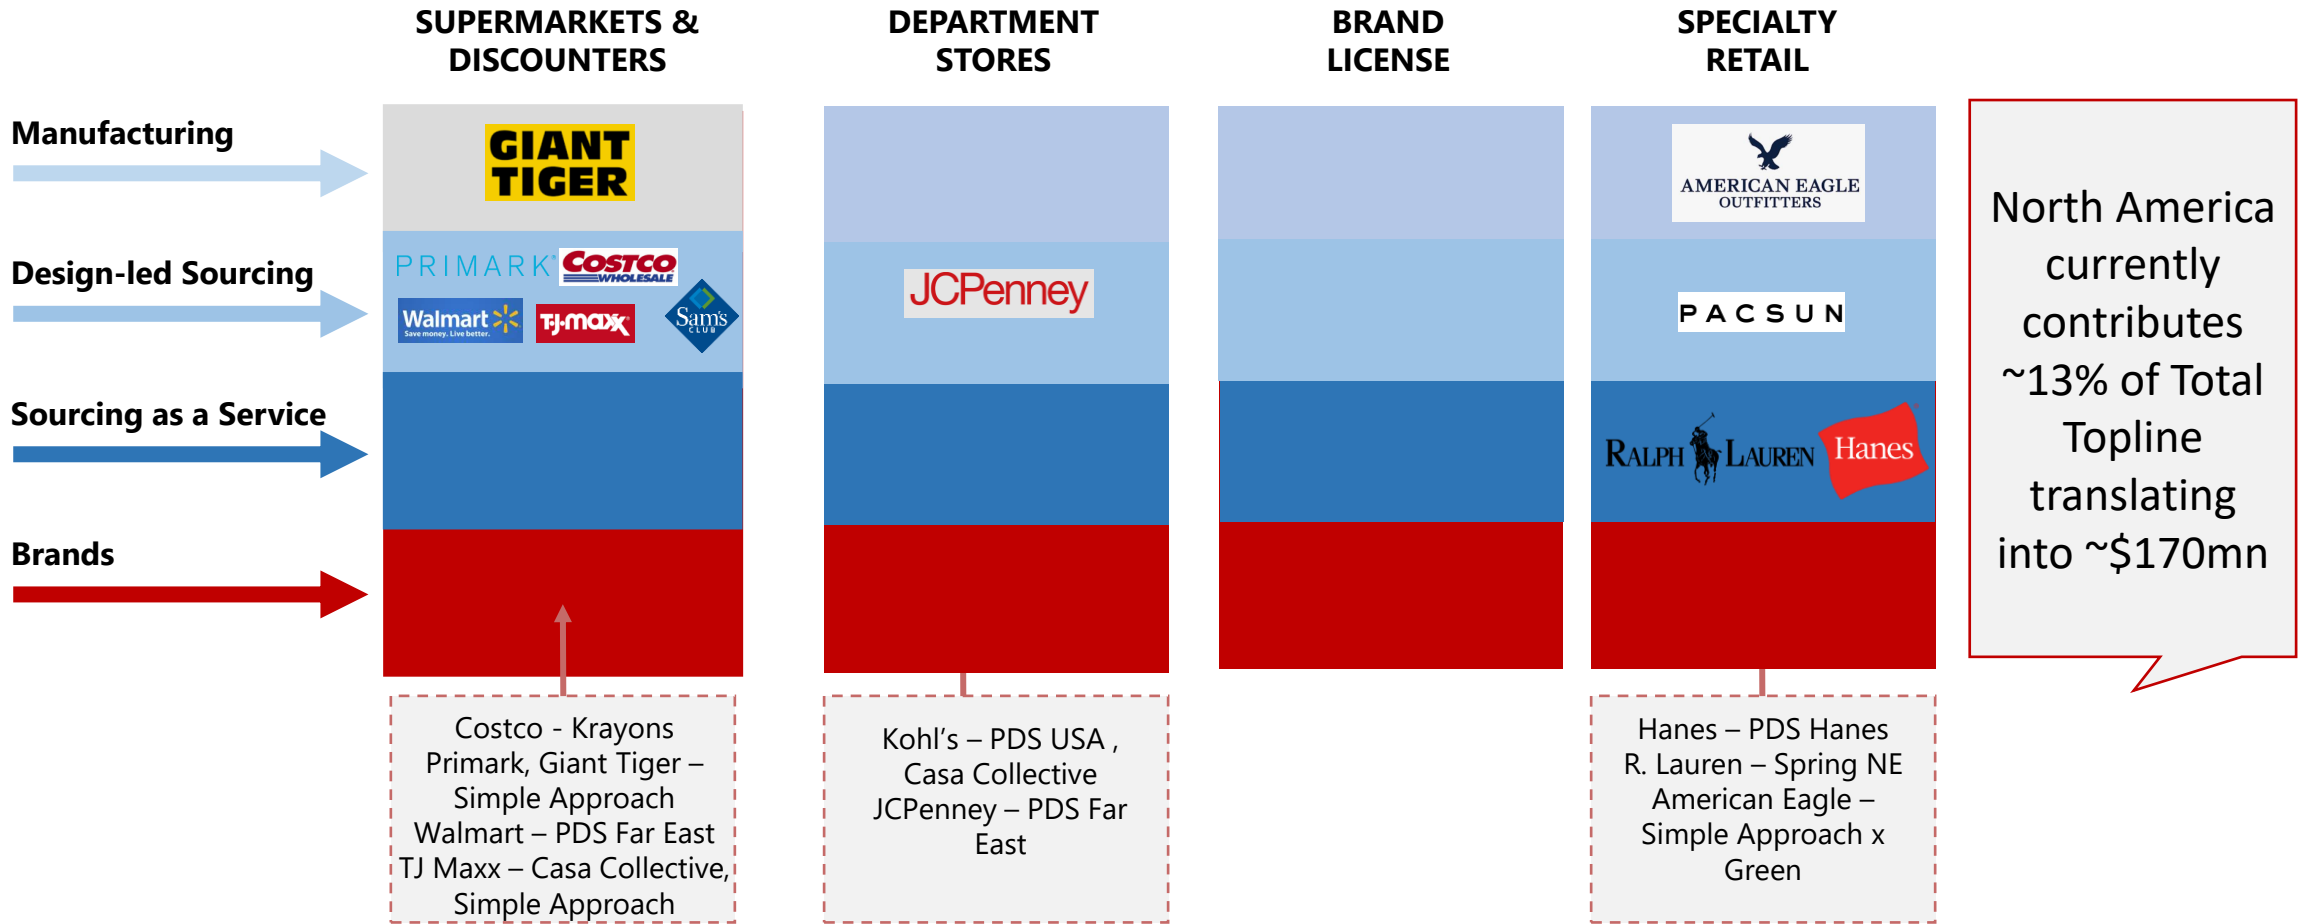 SUPERMARKETS &
DISCOUNTERS
DEPARTMENT
STORES
BRAND
LICENSE
SPECIALTY
RETAIL
Manufacturing
GIANT
TIGER
AMERICAN EAGLE
OUTFITTERS
Design-led Sourcing
PRIMARK
COSTCO
WHOLESALE
Walmart
Save money. Live better.
T·J·maxx
Sam's
CLUB
JCPenney
PACSUN
Sourcing as a Service
RALPH LAUREN
Hanes
Brands
North America
currently
contributes
~13% of Total
Topline
translating
into ~$170mn
Costco - Krayons
Primark, Giant Tiger –
Simple Approach
Walmart – PDS Far East
TJ Maxx – Casa Collective,
Simple Approach
Kohl's – PDS USA ,
Casa Collective
JCPenney – PDS Far
East
Hanes – PDS Hanes
R. Lauren – Spring NE
American Eagle –
Simple Approach x
Green